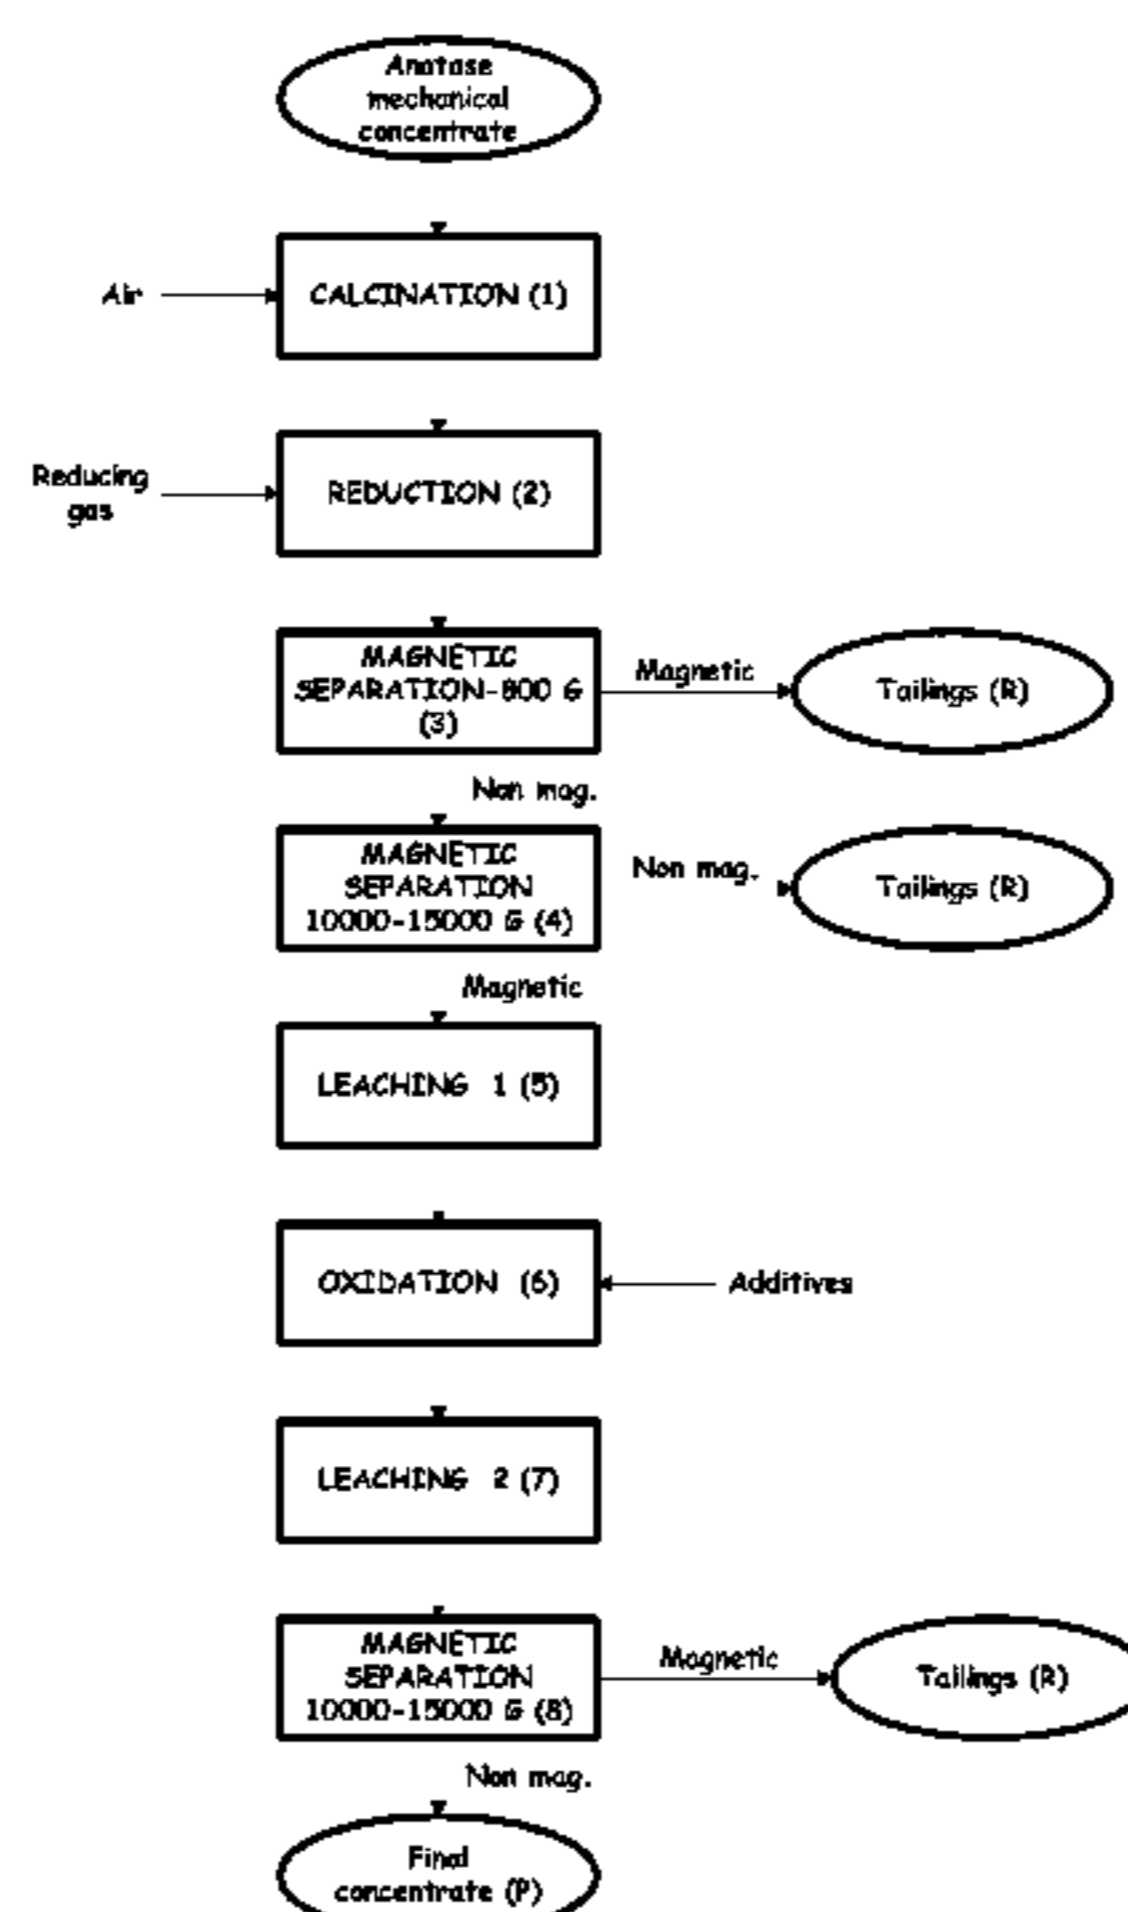 Anatase
mechanical
concentrate
Air
CALCINATION (1)
Reducing
gas
REDUCTION (2)
MAGNETIC
SEPARATION-800 G
(3)
Magnetic
Tailings (R)
Non mag.
MAGNETIC
SEPARATION
10000-15000 G (4)
Non mag.
Tailings (R)
Magnetic
LEACHING 1 (5)
OXIDATION (6)
Additives
LEACHING 2 (7)
MAGNETIC
SEPARATION
10000-15000 G (8)
Magnetic
Tailings (R)
Non mag.
Final
concentrate (P)